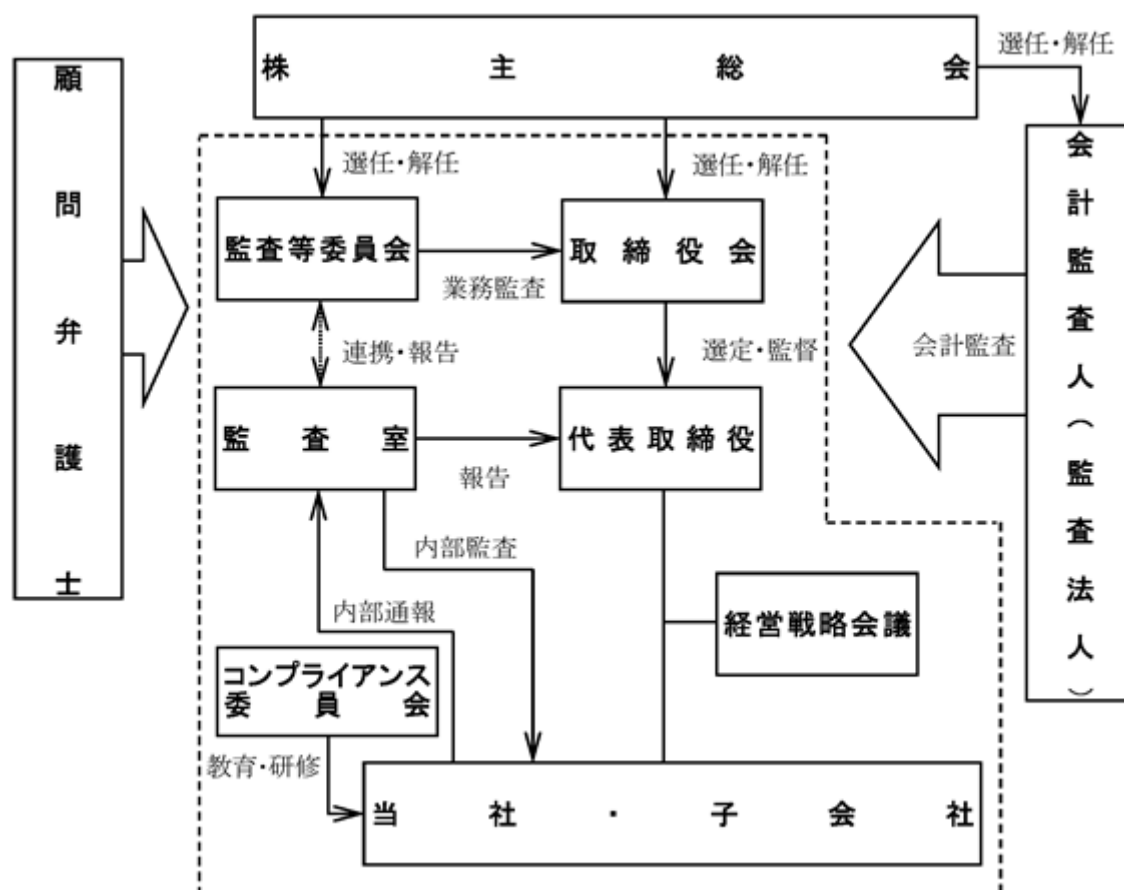 株主総会
選任・解任
顧問弁護士
会計監査人（監査法人）
選任・解任
選任・解任
監査等委員会
取締役会
業務監査
連携・報告
選定・監督
会計監査
監査室
代表取締役
報告
内部監査
内部通報
経営戦略会議
コンプライアンス
委員会
教育・研修
当社・子会社